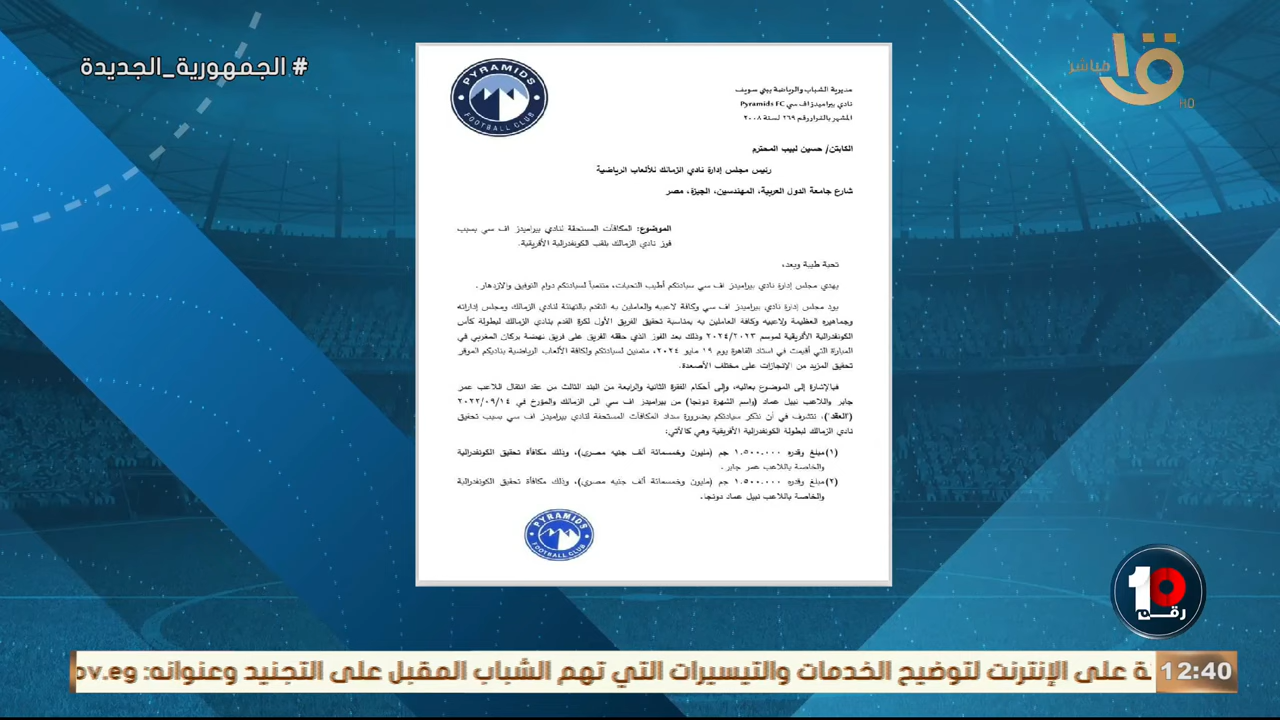 # الجمهورية_الجديدة
مباشر
HD
PYRAMIDS
FOOTBALL CLUB
مديرية الشباب والرياضة ببني سويف
نادي بيراميدز اف سي Pyramids FC
المشهر بالقرار رقم ٢٦٩ لسنة ٢٠٠٨
الكابتن/ حسين لبيب المحترم
رئيس مجلس إدارة نادي الزمالك للألعاب الرياضية
شارع جامعة الدول العربية، المهندسين، الجيزة، مصر
الموضوع: المكافآت المستحقة لنادي بيراميدز اف سي بسبب
فوز نادي الزمالك بلقب الكونفدرالية الأفريقية.
تحية طيبة وبعد،
يهدي مجلس إدارة نادي بيراميدز اف سي سيادتكم أطيب التحيات، متمنياً لسيادتكم دوام التوفيق والازدهار.
يود مجلس إدارة نادي بيراميدز اف سي وكافة لاعبيه والعاملين به التقدم بالتهنئة لنادي الزمالك ومجلس إداراته
وجماهيره العظيمة ولاعبيه وكافة العاملين به بمناسبة تحقيق الفريق الأول لكرة القدم بنادي الزمالك لبطولة كأس
الكونفدرالية الأفريقية لموسم ٢٠٢٤/٢٠٢٣ وذلك بعد الفوز الذي حققه الفريق على فريق نهضة بركان المغربي في
المباراة التي أقيمت في استاد القاهرة يوم ١٩ مايو ٢٠٢٤، متمنين لسيادتكم ولكافة الألعاب الرياضية بناديكم الموقر
تحقيق المزيد من الإنجازات على مختلف الأصعدة.
فبالإشارة إلى الموضوع بعاليه، وإلى أحكام الفقرة الثانية والرابعة من البند الثالث من عقد انتقال اللاعب عمر
جابر واللاعب نبيل عماد (واسم الشهرة دونجا) من بيراميدز اف سي الى الزمالك والمؤرخ في ٢٠٢٢/٠٩/١٤
("العقد")، نتشرف في أن نذكر سيادتكم بضرورة سداد المكافآت المستحقة لنادي بيراميدز اف سي بسبب تحقيق
نادي الزمالك لبطولة الكونفدرالية الأفريقية وهي كالآتي:
(١) مبلغ وقدره ١.٥٠٠.٠٠٠ جم (مليون وخمسمائة ألف جنيه مصري)، وذلك مكافأة تحقيق الكونفدرالية
والخاصة باللاعب عمر جابر.
(٢) مبلغ وقدره ١.٥٠٠.٠٠٠ جم (مليون وخمسمائة ألف جنيه مصري)، وذلك مكافأة تحقيق الكونفدرالية
والخاصة باللاعب نبيل عماد دونجا.
PYRAMIDS
FOOTBALL CLUB
10
رقم
12:40
ة على الإنترنت لتوضيح الخدمات والتيسيرات التي تهم الشباب المقبل على التجنيد وعنوانه: ov.eg